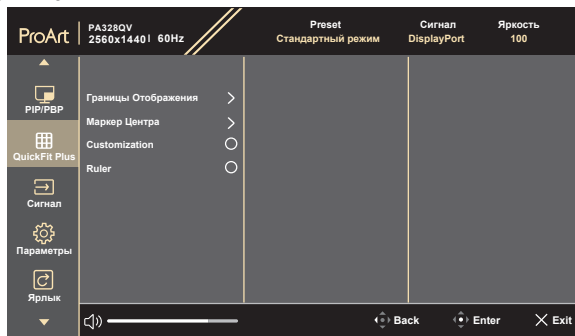 ProArt
PA328QV
2560x1440 60Hz
Preset
Стандартный режим
Сигнал
DisplayPort
Яркость
100
PIP/PBP
QuickFit Plus
Сигнал
Параметры
Ярлык
Границы Отображения
Маркер Центра
Customization
Ruler
Back
Enter
Exit